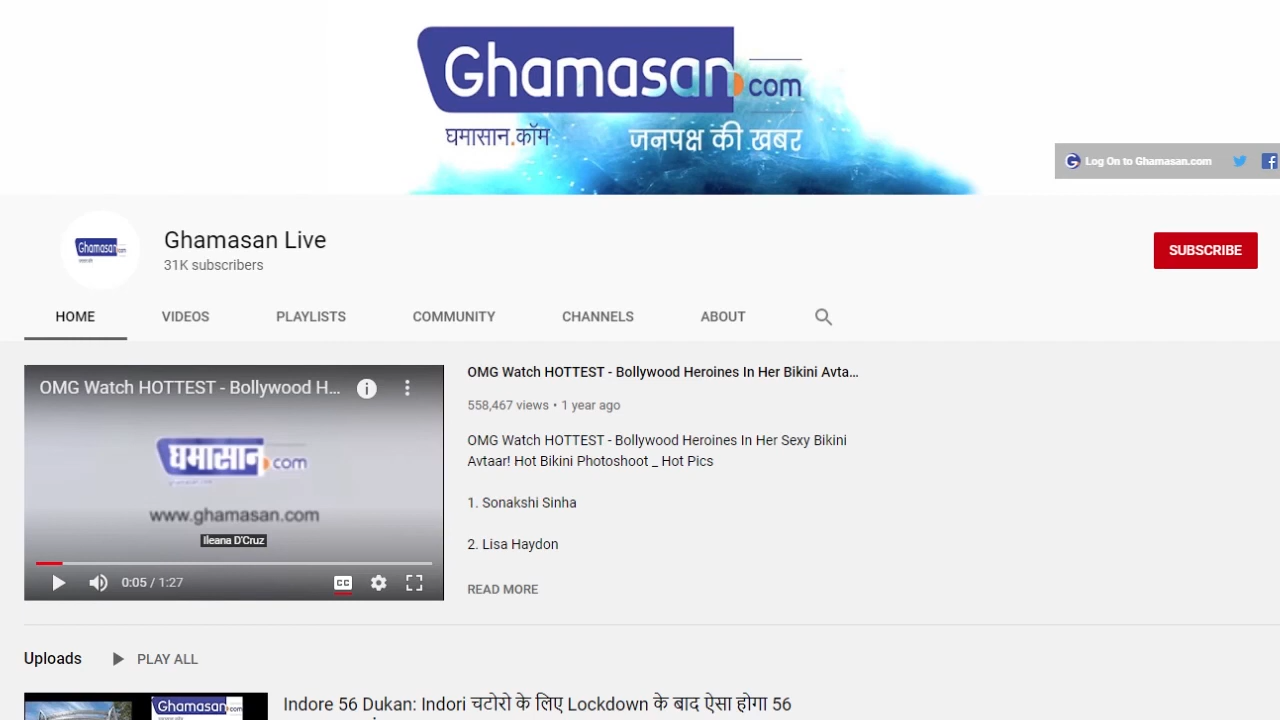 Ghamasan.com
घमासान.कॉम
जनपक्ष की खबर
Log On to Ghamasan.com
Ghamasan
Ghamasan Live
31K subscribers
SUBSCRIBE
HOME VIDEOS PLAYLISTS COMMUNITY CHANNELS ABOUT
OMG Watch HOTTEST - Bollywood H...
घमासान.com
www.ghamasan.com
Ileana D'Cruz
0:05 / 1:27
CC
OMG Watch HOTTEST - Bollywood Heroines In Her Bikini Avta...
558,467 views • 1 year ago
OMG Watch HOTTEST - Bollywood Heroines In Her Sexy Bikini
Avtaar! Hot Bikini Photoshoot _ Hot Pics
1. Sonakshi Sinha
2. Lisa Haydon
READ MORE
Uploads PLAY ALL
Ghamasan.com
Indore 56 Dukan: Indori चटोरो के लिए Lockdown के बाद ऐसा होगा 56